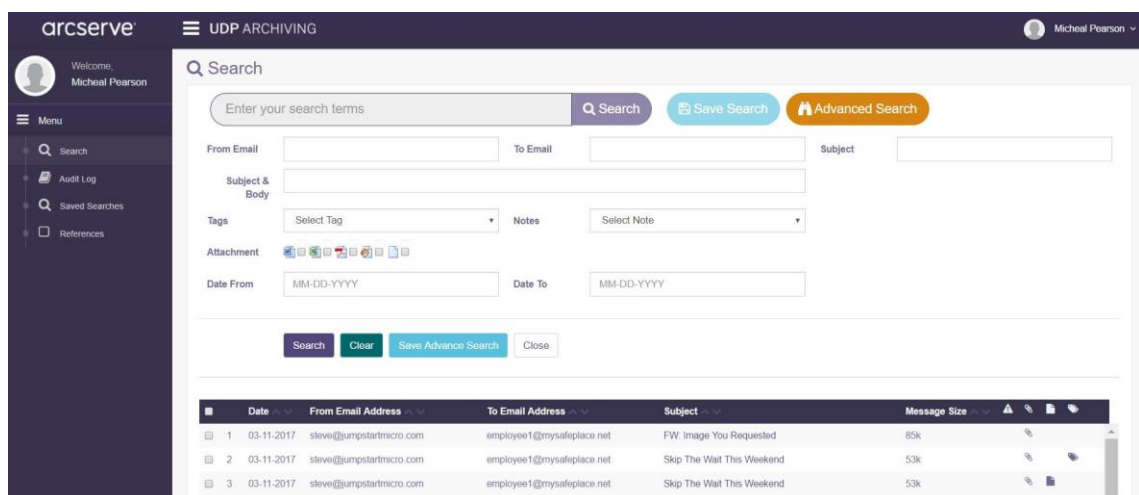 arcserve UDP ARCHIVING Micheal Pearson
Welcome,
Micheal Pearson
Menu
Search
Audit Log
Saved Searches
References
Search
Enter your search terms Search Save Search Advanced Search
From Email To Email Subject
Subject &
Body
Tags Select Tag Notes Select Note
Attachment
Date From MM-DD-YYYY Date To MM-DD-YYYY
Search Clear Save Advance Search Close
Date From Email Address To Email Address Subject Message Size
1 03-11-2017 steve@jumpstartmicro.com employee1@mysafeplace.net FW: Image You Requested 85k
2 03-11-2017 steve@jumpstartmicro.com employee1@mysafeplace.net Skip The Wait This Weekend 53k
3 03-11-2017 steve@jumpstartmicro.com employee1@mysafeplace.net Skip The Wait This Weekend 53k